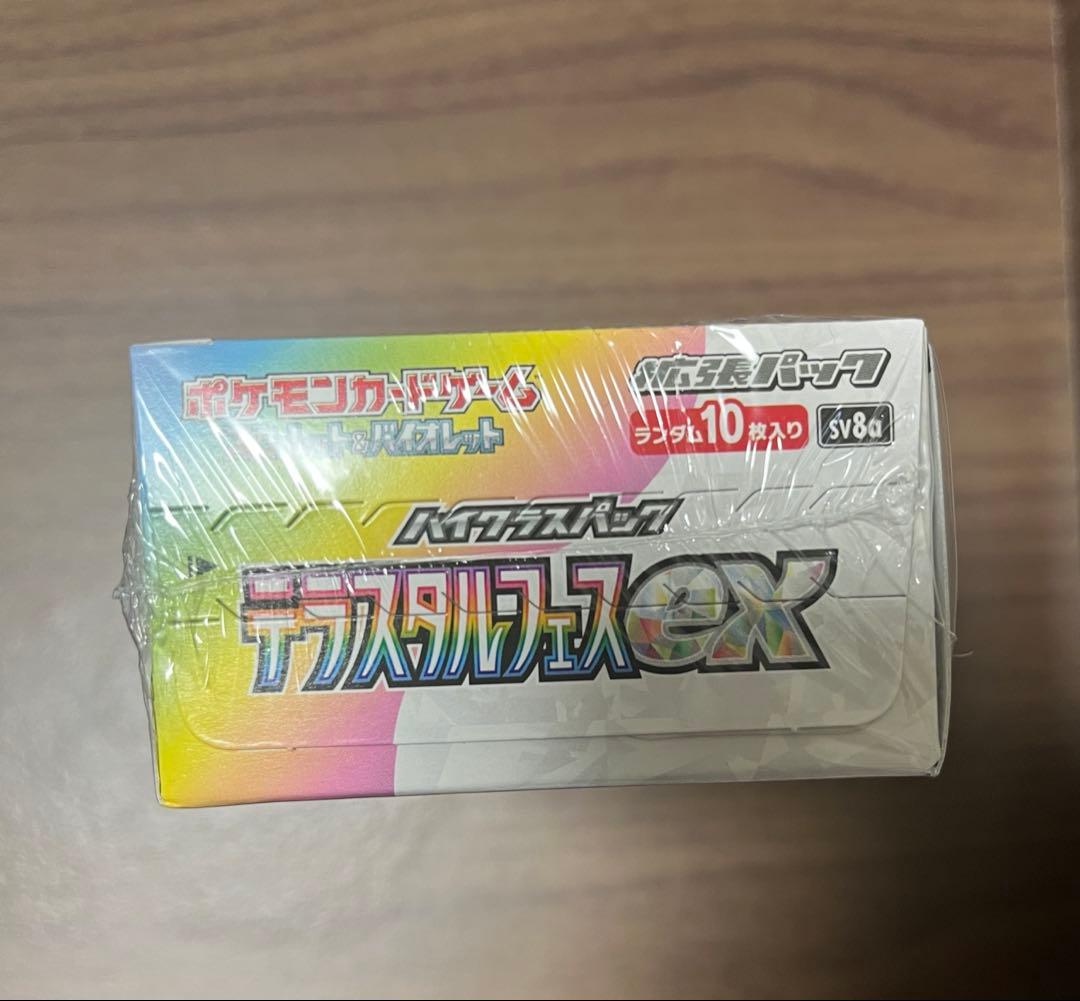 ポケモンカードゲーム
スカーレット&バイオレット
拡張パック
ランダム10枚入り
sv8a
ハイクラスパック
テラスタルフェスex